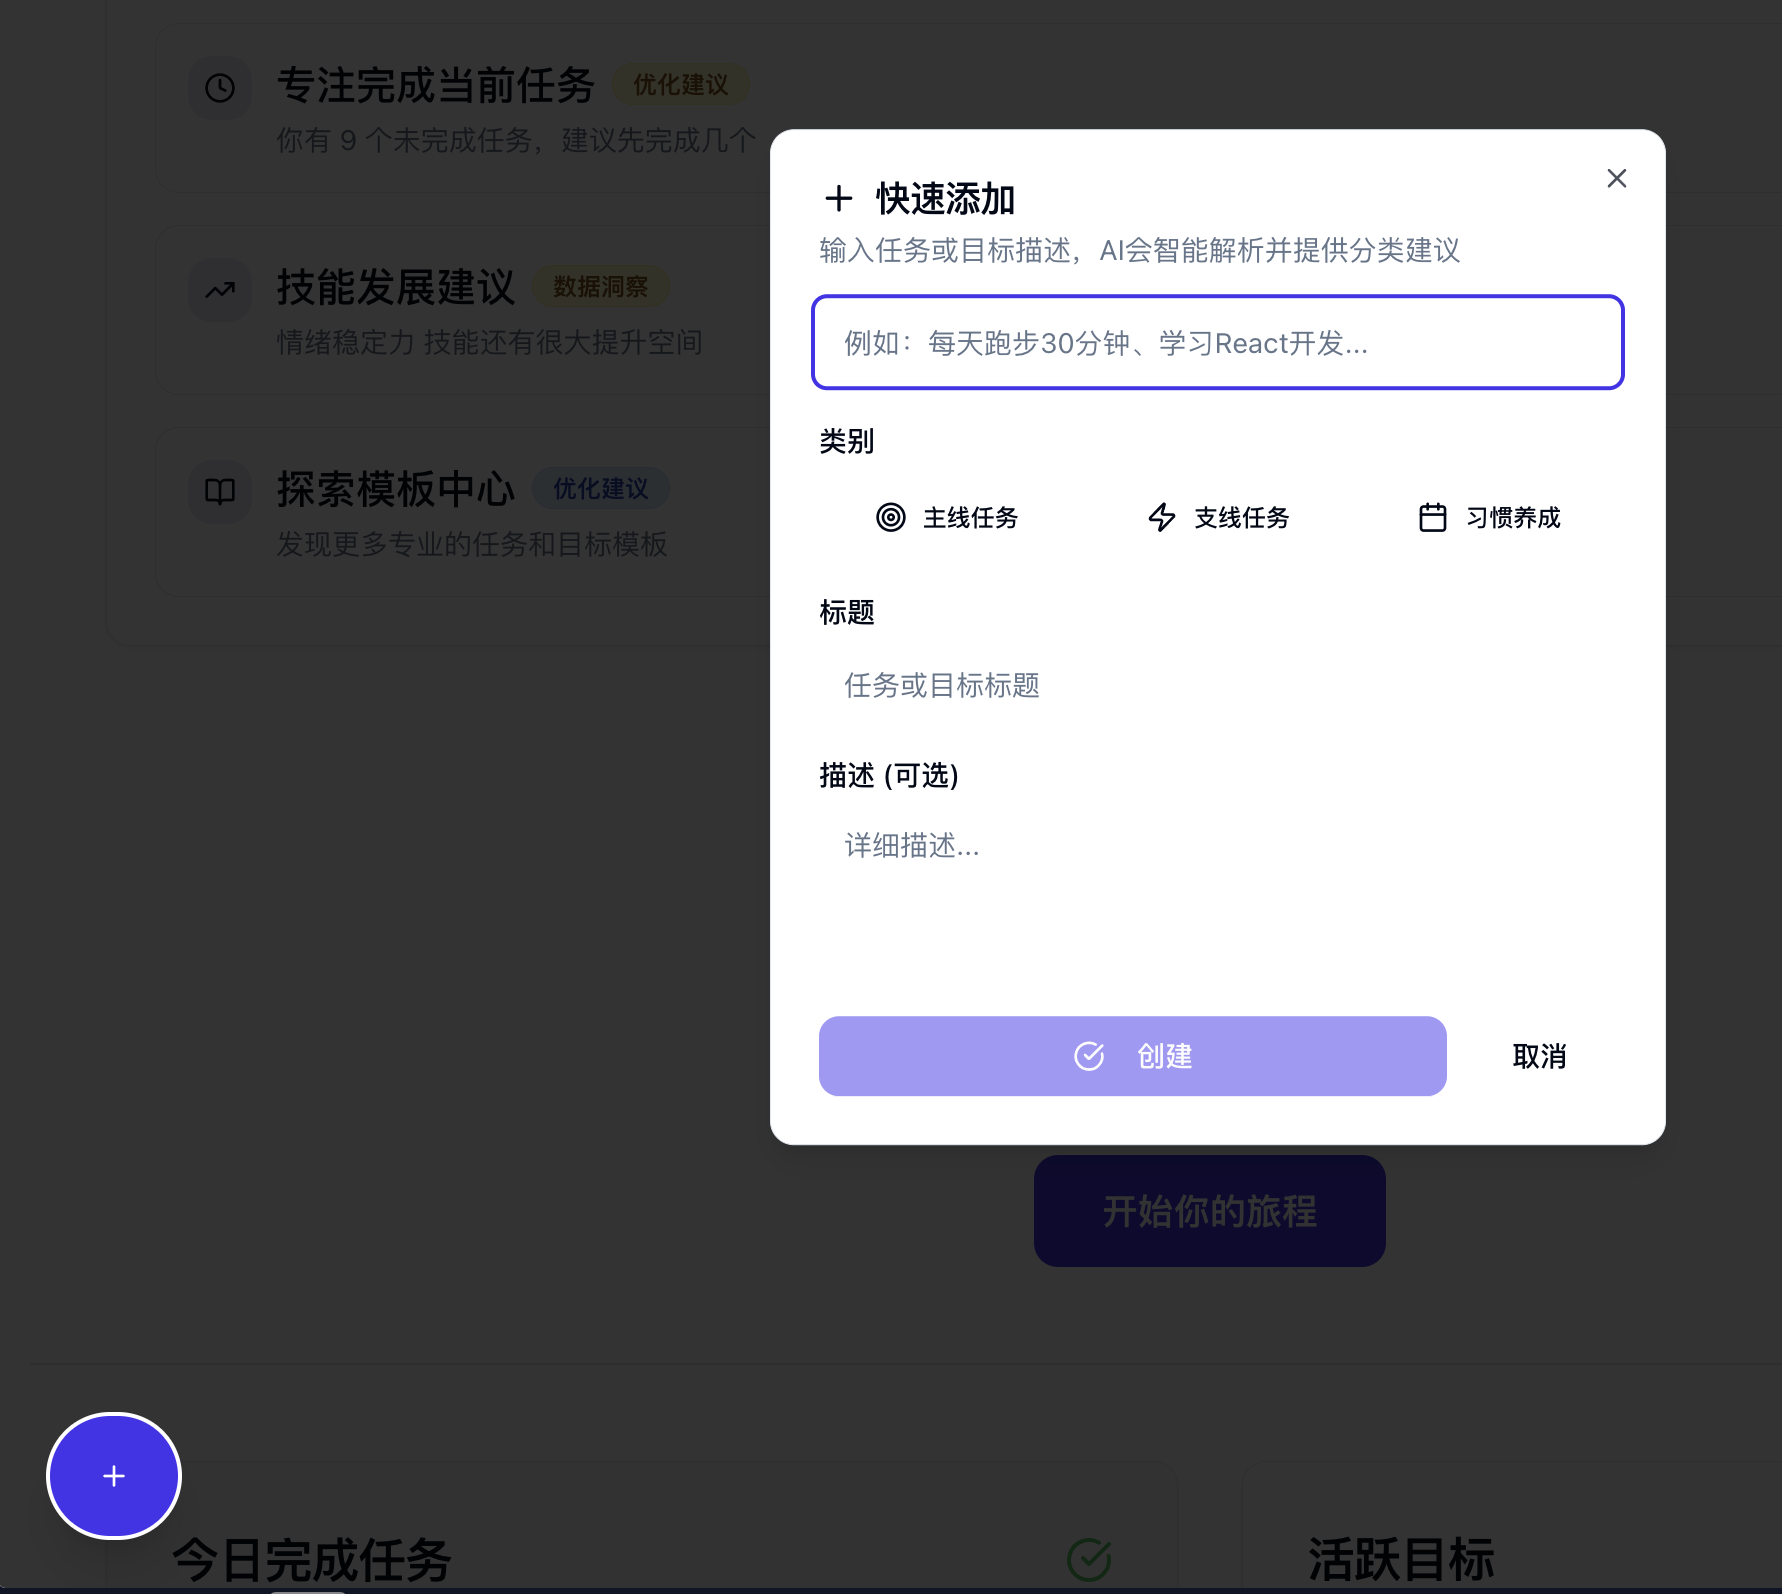 专注完成当前任务 优化建议
你有 9 个未完成任务，建议先完成几个
技能发展建议 数据洞察
情绪稳定力 技能还有很大提升空间
探索模板中心 优化建议
发现更多专业的任务和目标模板
快速添加
输入任务或目标描述，AI会智能解析并提供分类建议
例如：每天跑步30分钟、学习React开发...
类别
主线任务 支线任务 习惯养成
标题
任务或目标标题
描述 (可选)
详细描述...
创建 取消
开始你的旅程
今日完成任务 活跃目标